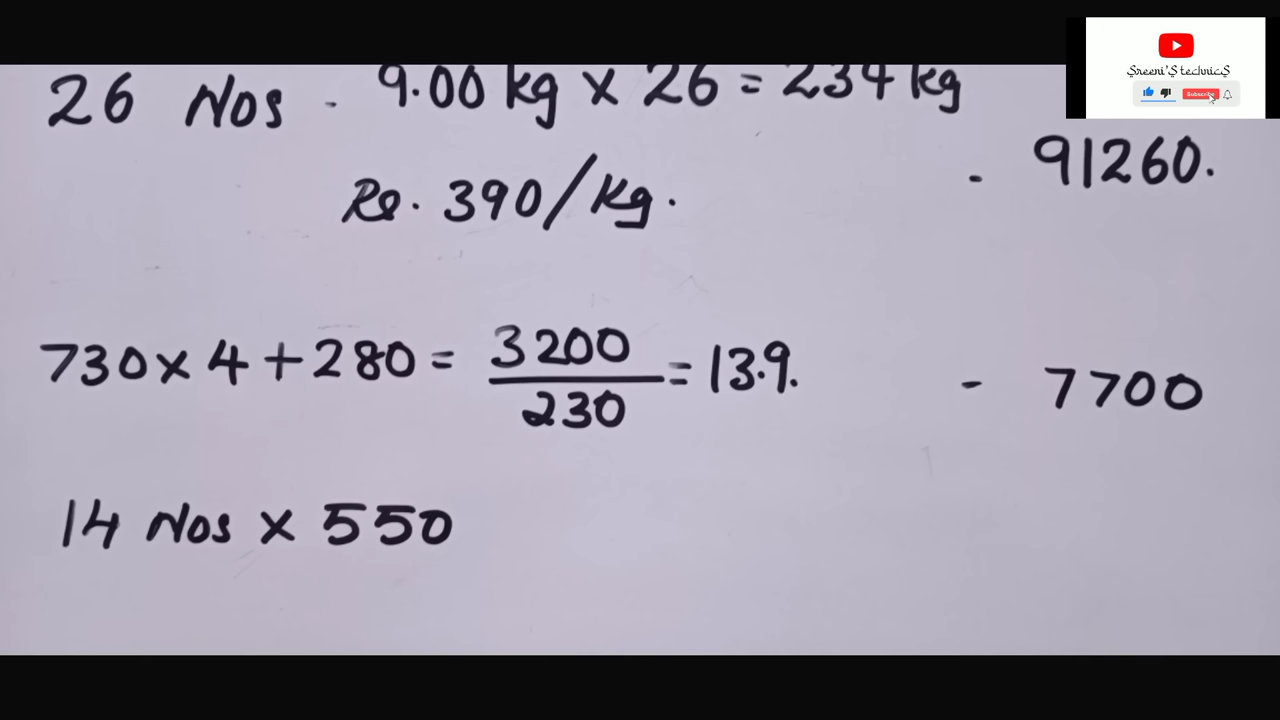 Sreeni'S technicS
Subscribe
26 Nos - 9.00 kg x 26 = 234 kg
Rs. 390/Kg. - 91260.
730 x 4 + 280 = 3200/230 = 13.9. - 7700
14 Nos x 550